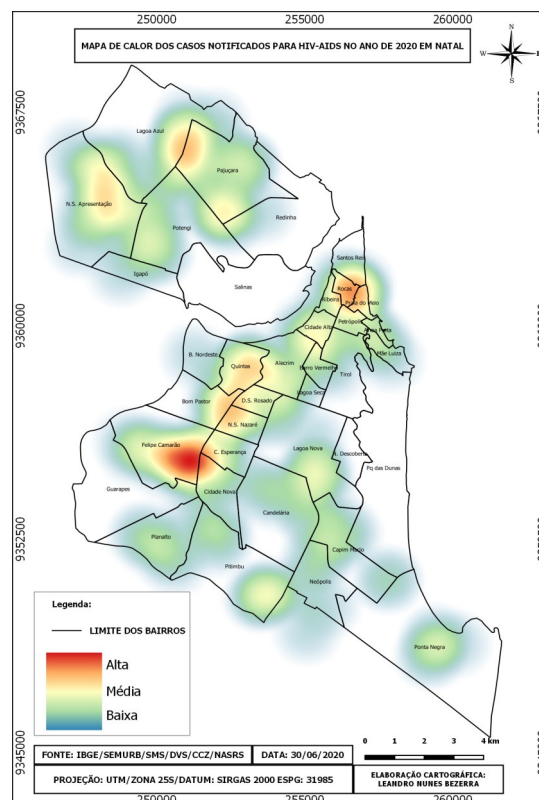 250000 255000 260000
MAPA DE CALOR DOS CASOS NOTIFICADOS PARA HIV-AIDS NO ANO DE 2020 EM NATAL
N
W
S
9367500
Lagoa Azul
Pajuçara
N.S. Apresentação
Redinha
Potengi
Santos Reis
Igapó
Salinas
Rocas
Ribeira
Praia do Meio
9360000
Petrópolis
Cidade Alta
Mãe Luiza
B. Nordeste
Alecrim
Quintas
Barro Vermelho
Tirol
Lagoa Seca
Bom Pastor
D.S. Rosado
N.S. Nazaré
Felipe Camarão
C. Esperança
Lagoa Nova
N. Descoberta
Pq das Dunas
Guarapes
Cidade Nova
Candelária
9352500
Planalto
Capim Macio
Pitimbu
Neópolis
Ponta Negra
Legenda:
LIMITE DOS BAIRROS
Alta
Média
Baixa
0 1 2 3 4 km
FONTE: IBGE/SEMURB/SMS/DVS/CCZ/NASRS
DATA: 30/06/2020
PROJEÇÃO: UTM/ZONA 25S/DATUM: SIRGAS 2000 ESPG: 31985
ELABORAÇÃO CARTOGRÁFICA:
LEANDRO NUNES BEZERRA
9345000
250000 255000 260000